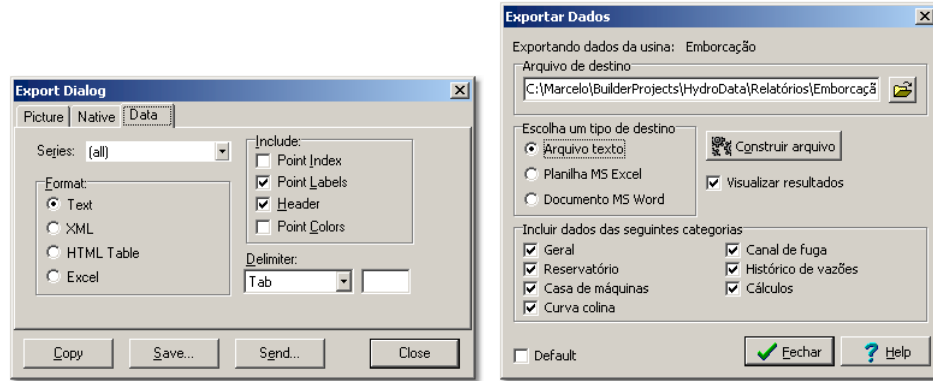 Export Dialog
Picture Native Data
Series: (all)
Format:
Text
XML
HTML Table
Excel
Include:
Point Index
Point Labels
Header
Point Colors
Delimiter:
Tab
Copy Save... Send... Close
Exportar Dados
Exportando dados da usina: Emborcação
Arquivo de destino
C:\Marcelo\BuilderProjects\HydroData\Relatórios\Emborcaçã
Escolha um tipo de destino
Arquivo texto
Planilha MS Excel
Documento MS Word
Construir arquivo
Visualizar resultados
Incluir dados das seguintes categorias
Geral
Reservatório
Casa de máquinas
Curva colina
Canal de fuga
Histórico de vazões
Cálculos
Default
Fechar
Help